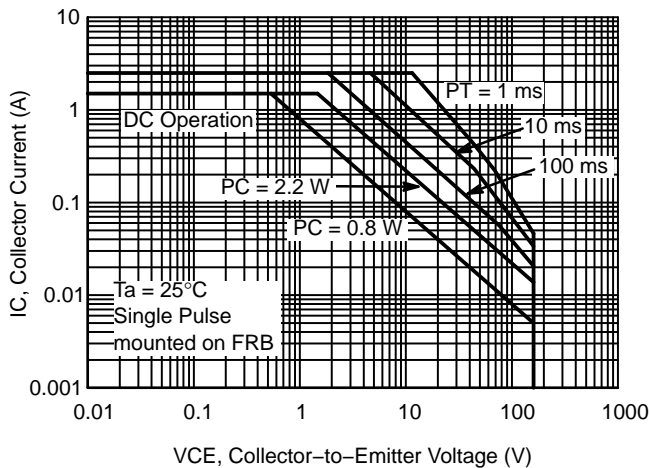 10
1
0.1
0.01
0.001
IC, Collector Current (A)
PT = 1 ms
DC Operation
10 ms
100 ms
PC = 2.2 W
PC = 0.8 W
Ta = 25°C
Single Pulse
mounted on FRB
0.01
0.1
1
10
100
1000
VCE, Collector−to−Emitter Voltage (V)